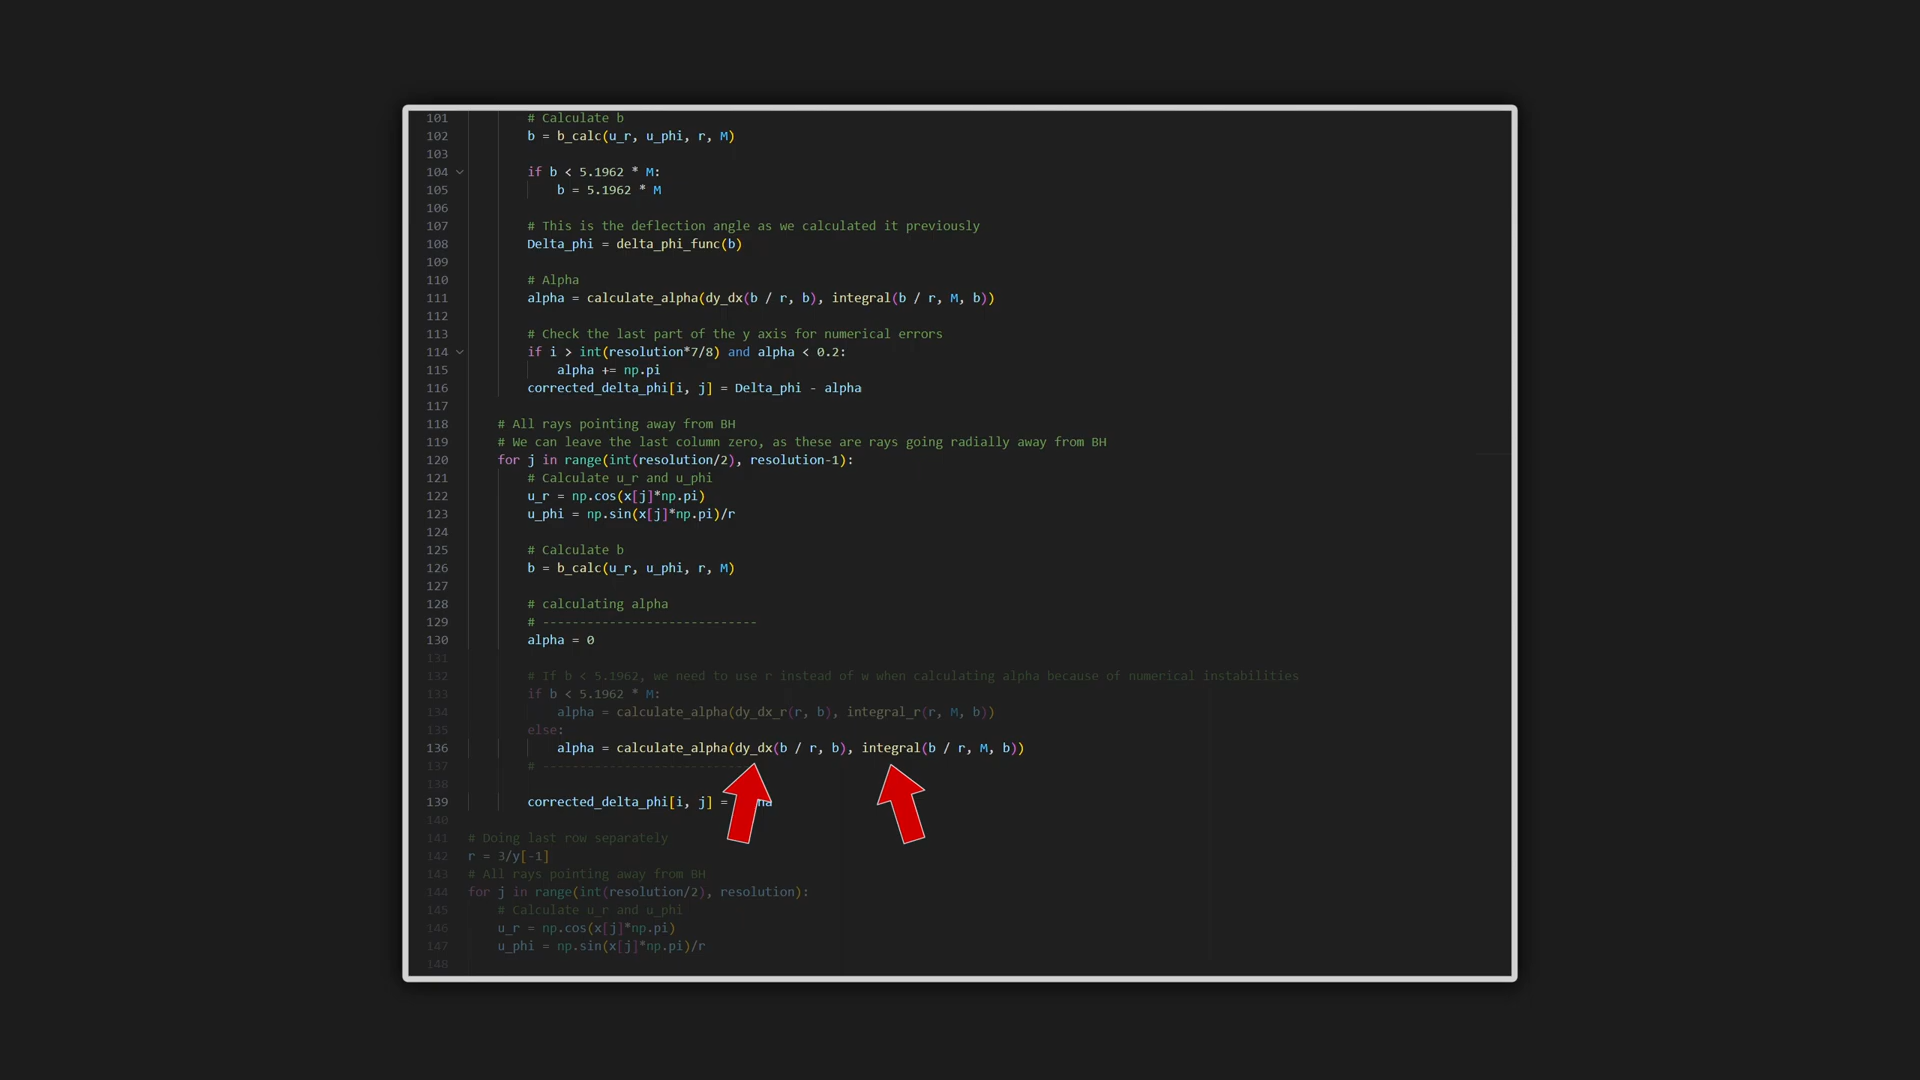 101 # Calculate b
102 b = b_calc(u_r, u_phi, r, M)
103
104 if b < 5.1962 * M:
105 b = 5.1962 * M
106
107 # This is the deflection angle as we calculated it previously
108 Delta_phi = delta_phi_func(b)
109
110 # Alpha
111 alpha = calculate_alpha(dy_dx(b / r, b), integral(b / r, M, b))
112
113 # Check the last part of the y axis for numerical errors
114 if i > int(resolution*7/8) and alpha < 0.2:
115 alpha += np.pi
116 corrected_delta_phi[i, j] = Delta_phi - alpha
117
118 # All rays pointing away from BH
119 # We can leave the last column zero, as these are rays going radially away from BH
120 for j in range(int(resolution/2), resolution-1):
121 # Calculate u_r and u_phi
122 u_r = np.cos(x[j]*np.pi)
123 u_phi = np.sin(x[j]*np.pi)/r
124
125 # Calculate b
126 b = b_calc(u_r, u_phi, r, M)
127
128 # calculating alpha
129 # -----------------------------
130 alpha = 0
131
132 # If b < 5.1962, we need to use r instead of w when calculating alpha because of numerical instabilities
133 if b < 5.1962 * M:
134 alpha = calculate_alpha(dy_dx_r(r, b), integral_r(r, M, b))
135 else:
136 alpha = calculate_alpha(dy_dx(b / r, b), integral(b / r, M, b))
137 # -----------------------------
138
139 corrected_delta_phi[i, j] =
140
141 # Doing last row separately
142 r = 3/y[-1]
143 # All rays pointing away from BH
144 for j in range(int(resolution/2), resolution):
145 # Calculate u_r and u_phi
146 u_r = np.cos(x[j]*np.pi)
147 u_phi = np.sin(x[j]*np.pi)/r
148